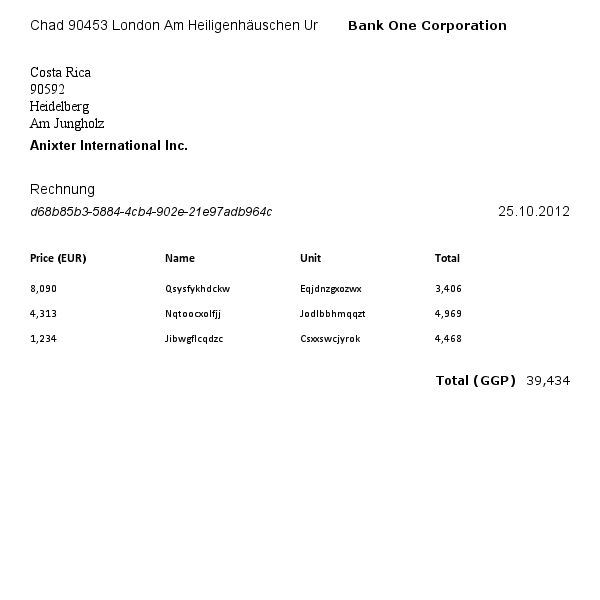 Chad 90453 London Am Heiligenhäuschen Ur Bank One Corporation
Costa Rica
90592
Heidelberg
Am Jungholz
Anixter International Inc.
Rechnung
d68b85b3-5884-4cb4-902e-21e97adb964c 25.10.2012
Price (EUR) Name Unit Total
8,090 Qsysfykhdckw Eqjdnzgxozwx 3,406
4,313 Nqtoocxolfjj Jodlbbhmqqzt 4,969
1,234 Jibwgflcqdzc Csxxswcjyrok 4,468
Total (GGP) 39,434